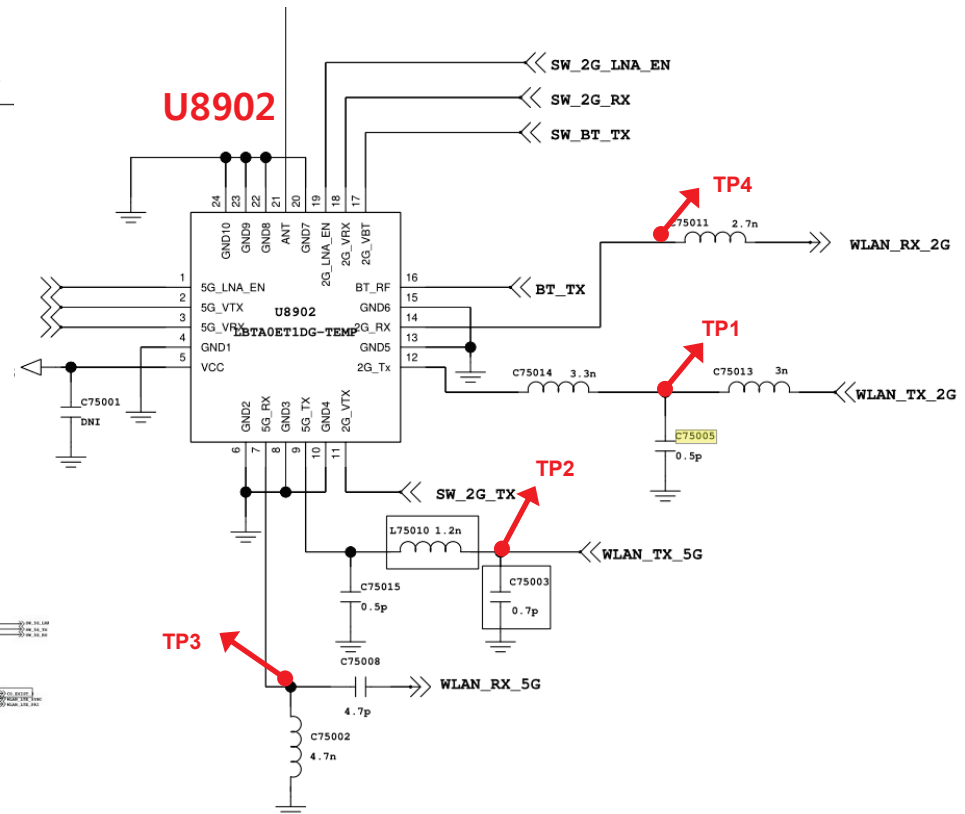 SW_2G_LNA_EN
U8902
SW_2G_RX
SW_BT_TX
TP4
24
23
22
21
20
19
18
17
GND10
GND9
GND8
ANT
GND7
2G_LNA_EN
2G_VRX
2G_VBT
C75011 2.7n
WLAN_RX_2G
1
5G_LNA_EN
2
5G_VTX
3
5G_VRX
4
GND1
5
VCC
U8902
LBTA0ET1DG-TEMP
BT_RF
16
BT_TX
GND6
15
2G_RX
14
GND5
13
2G_Tx
12
TP1
C75014 3.3n
C75013 3n
WLAN_TX_2G
C75001
DNI
C75005
0.5p
GND2
5G_RX
GND3
5G_TX
GND4
2G_VTX
6
7
8
9
10
11
TP2
SW_2G_TX
L75010 1.2n
WLAN_TX_5G
C75015
0.5p
C75003
0.7p
TP3
C75008
WLAN_RX_5G
4.7p
C75002
4.7n